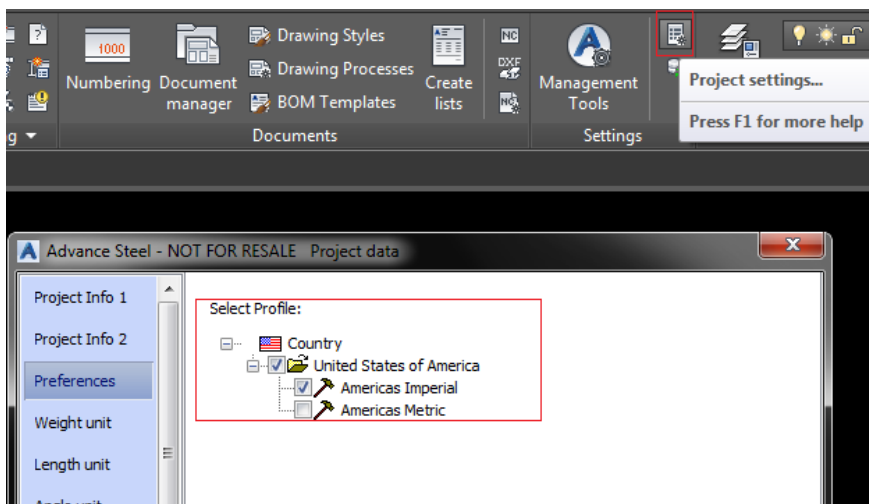 1000
Numbering
Document
manager
Drawing Styles
Drawing Processes
BOM Templates
Create
lists
NC
DXF
Management
Tools
Project settings...
Press F1 for more help
g
Documents
Settings
Advance Steel - NOT FOR RESALE Project data
Project Info 1
Project Info 2
Preferences
Weight unit
Length unit
Angle unit
Select Profile:
Country
United States of America
Americas Imperial
Americas Metric